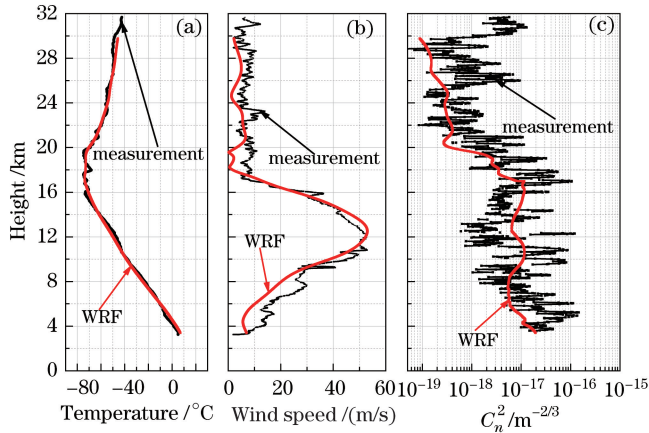 32
28
24
20
16
12
8
4
0
Height /km
(a)
measurement
WRF
−80
−40
0
Temperature /°C
(b)
measurement
WRF
0
20
40
60
Wind speed /(m/s)
(c)
measurement
WRF
10−19
10−18
10−17
10−16
10−15
Cn2/m−2/3